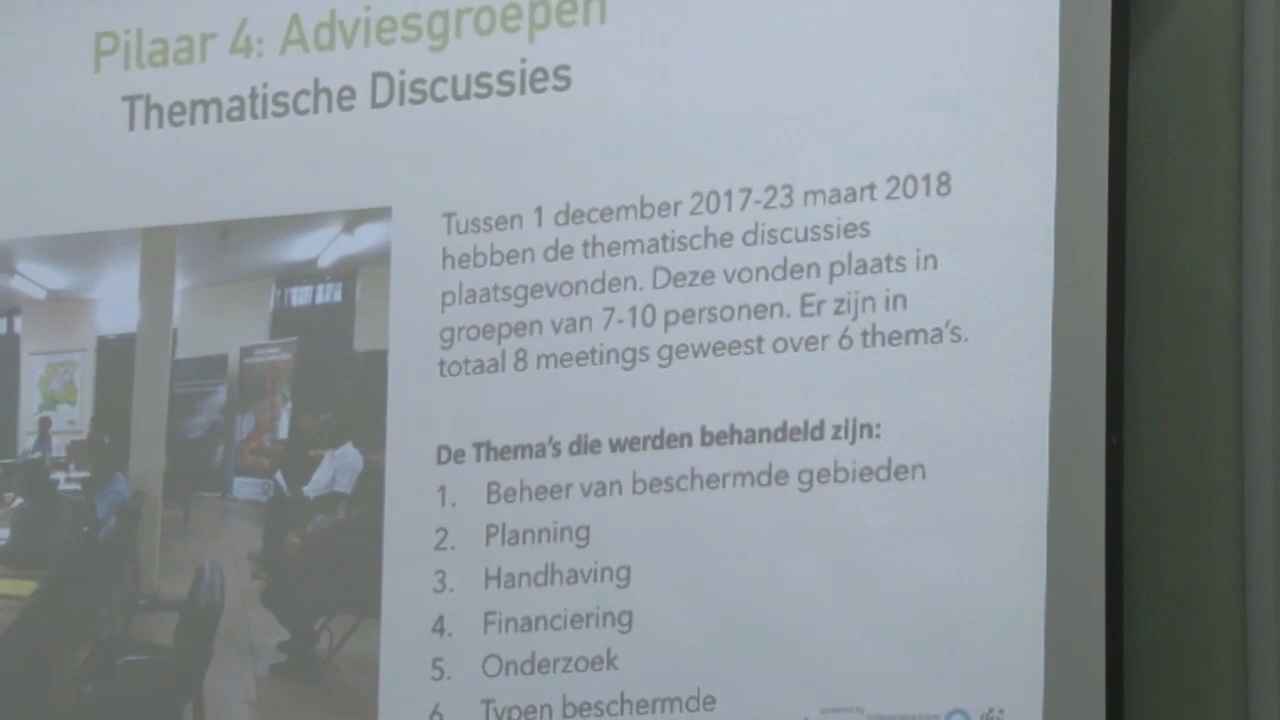 Pilaar 4: Adviesgroepen
Thematische Discussies
Tussen 1 december 2017-23 maart 2018
hebben de thematische discussies
plaatsgevonden. Deze vonden plaats in
groepen van 7-10 personen. Er zijn in
totaal 8 meetings geweest over 6 thema's.
De Thema's die werden behandeld zijn:
1. Beheer van beschermde gebieden
2. Planning
3. Handhaving
4. Financiering
5. Onderzoek
6. Typen beschermde